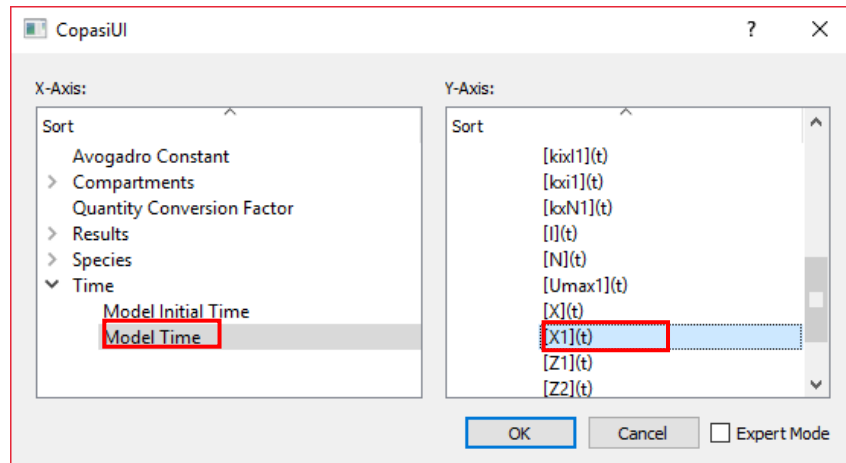 CopasiUI
X-Axis:
Sort
Avogadro Constant
Compartments
Quantity Conversion Factor
Results
Species
Time
Model Initial Time
Model Time
Y-Axis:
Sort
[kixI1](t)
[kxi1](t)
[kxN1](t)
[I](t)
[N](t)
[Umax1](t)
[X](t)
[X1](t)
[Z1](t)
[Z2](t)
OK
Cancel
Expert Mode